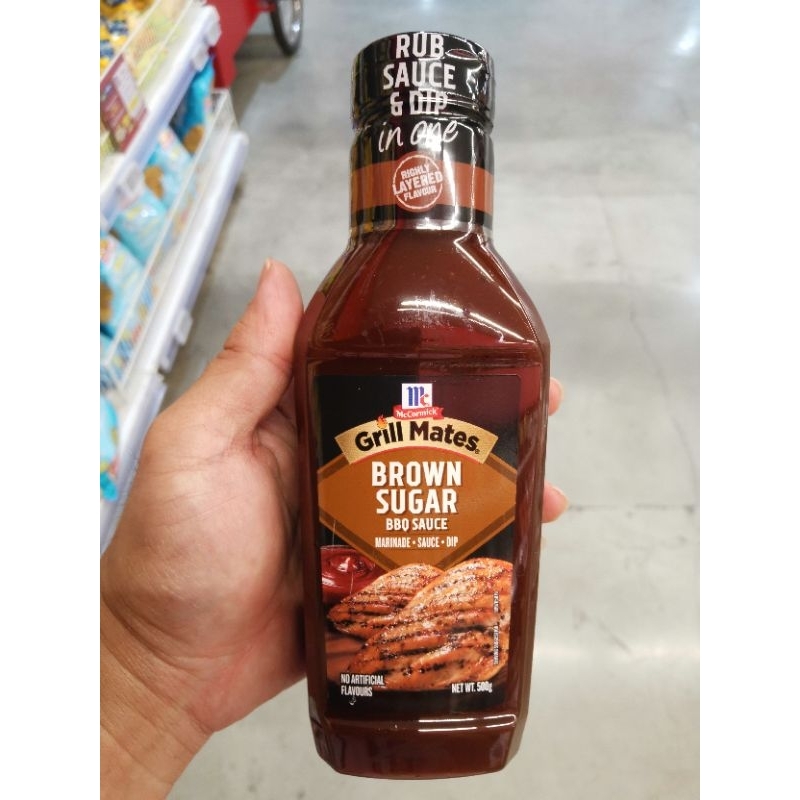 RUB
SAUCE
& DIP
in one
RICHLY
LAYERED
FLAVOUR
Mc
McCormick
Grill Mates®
BROWN
SUGAR
BBQ SAUCE
MARINADE • SAUCE • DIP
NO ARTIFICIAL
FLAVOURS
NET WT. 500g